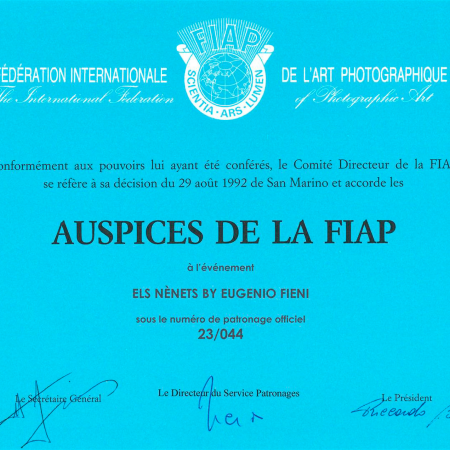 FIAP
SCIENTIA · ARS · LUMEN
FÉDÉRATION INTERNATIONALE DE L'ART PHOTOGRAPHIQUE
The International Federation of Photographic Art
onformément aux pouvoirs lui ayant été conférés, le Comité Directeur de la FIA
se réfère à sa décision du 29 août 1992 de San Marino et accorde les
AUSPICES DE LA FIAP
à l'événement
ELS NÈNETS BY EUGENIO FIENI
sous le numéro de patronage officiel
23/044
Le Secrétaire Général Le Directeur du Service Patronages Le Président
Riccardo